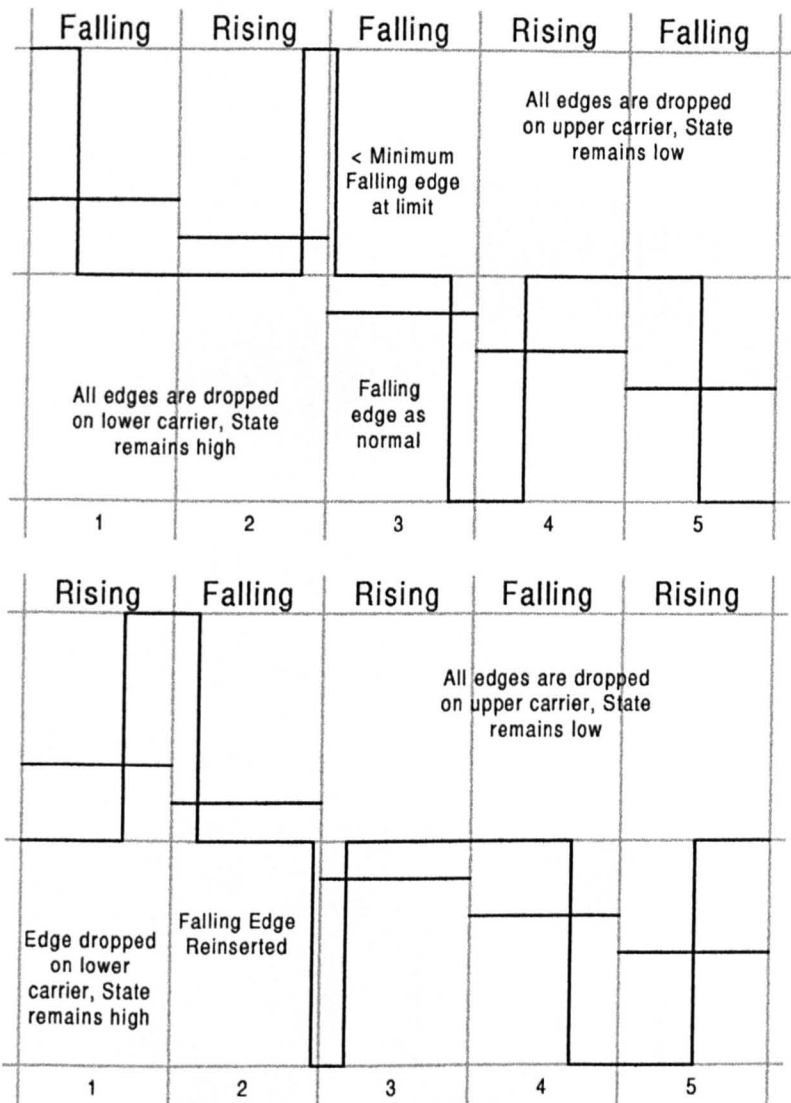 Falling Rising Falling Rising Falling
All edges are dropped
on upper carrier, State
remains low
< Minimum
Falling edge
at limit
All edges are dropped
on lower carrier, State
remains high
Falling
edge as
normal
1 2 3 4 5
Rising Falling Rising Falling Rising
All edges are dropped
on upper carrier, State
remains low
Edge dropped
on lower
carrier, State
remains high
Falling Edge
Reinserted
1 2 3 4 5